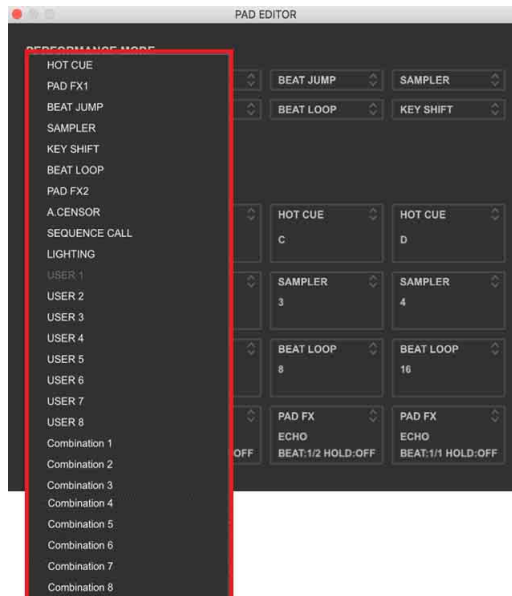 PAD EDITOR
PERFORMANCE MODE
HOT CUE
PAD FX1
BEAT JUMP
SAMPLER
KEY SHIFT
BEAT LOOP
PAD FX2
A.CENSOR
SEQUENCE CALL
LIGHTING
USER 1
USER 2
USER 3
USER 4
USER 5
USER 6
USER 7
USER 8
Combination 1
Combination 2
Combination 3
Combination 4
Combination 5
Combination 6
Combination 7
Combination 8
BEAT JUMP SAMPLER
BEAT LOOP KEY SHIFT
HOT CUE HOT CUE
C D
SAMPLER SAMPLER
3 4
BEAT LOOP BEAT LOOP
8 16
PAD FX PAD FX
ECHO ECHO
OFF BEAT:1/2 HOLD:OFF BEAT:1/1 HOLD:OFF